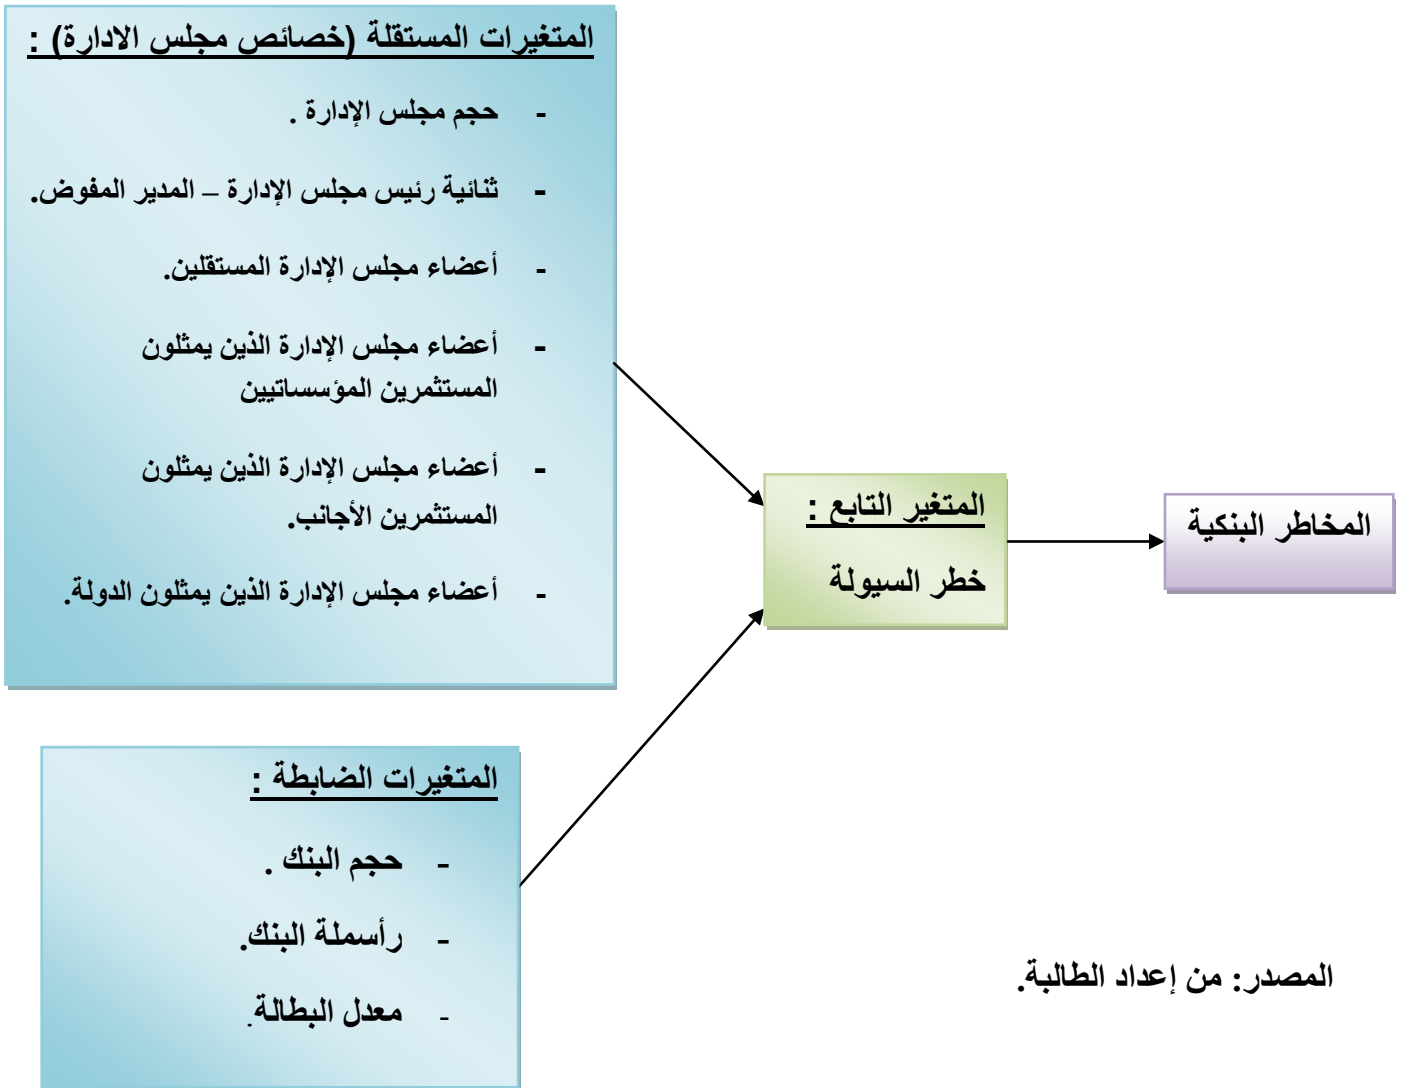 المتغيرات المستقلة (خصائص مجلس الادارة) :
- حجم مجلس الإدارة .
- ثنائية رئيس مجلس الإدارة – المدير المفوض.
- أعضاء مجلس الإدارة المستقلين.
- أعضاء مجلس الإدارة الذين يمثلون
المستثمرين المؤسساتيين
- أعضاء مجلس الإدارة الذين يمثلون
المستثمرين الأجانب.
- أعضاء مجلس الإدارة الذين يمثلون الدولة.
المتغير التابع :
خطر السيولة
المخاطر البنكية
المتغيرات الضابطة :
- حجم البنك .
- رأسملة البنك.
- معدل البطالة.
المصدر: من إعداد الطالبة.